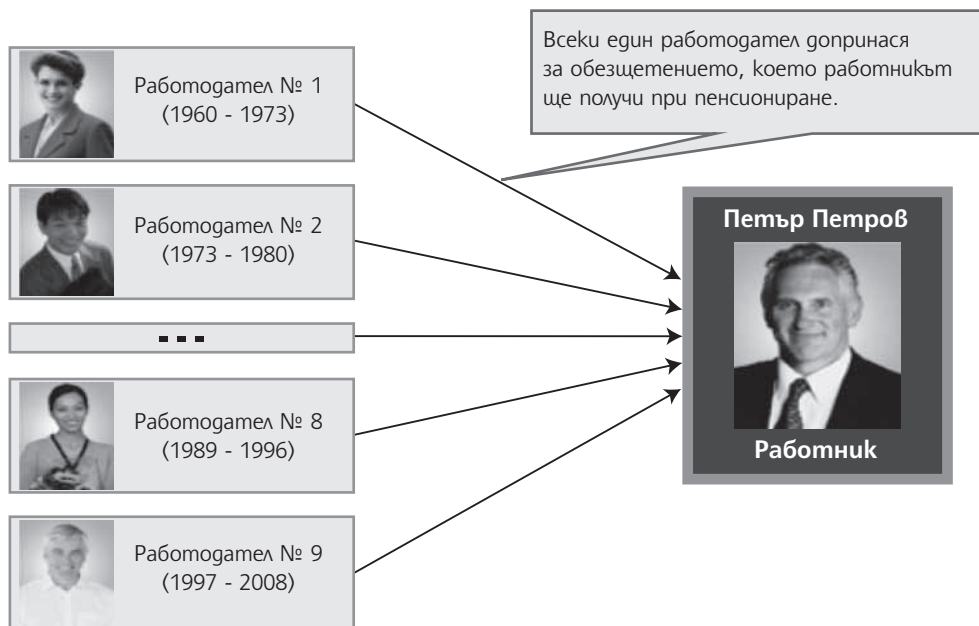 Всеки един работодател допринася
за обезщетението, което работникът
ще получи при пенсиониране.
Работодател № 1
(1960 - 1973)
Работодател № 2
(1973 - 1980)
Работодател № 8
(1989 - 1996)
Работодател № 9
(1997 - 2008)
Петър Петров
Работник